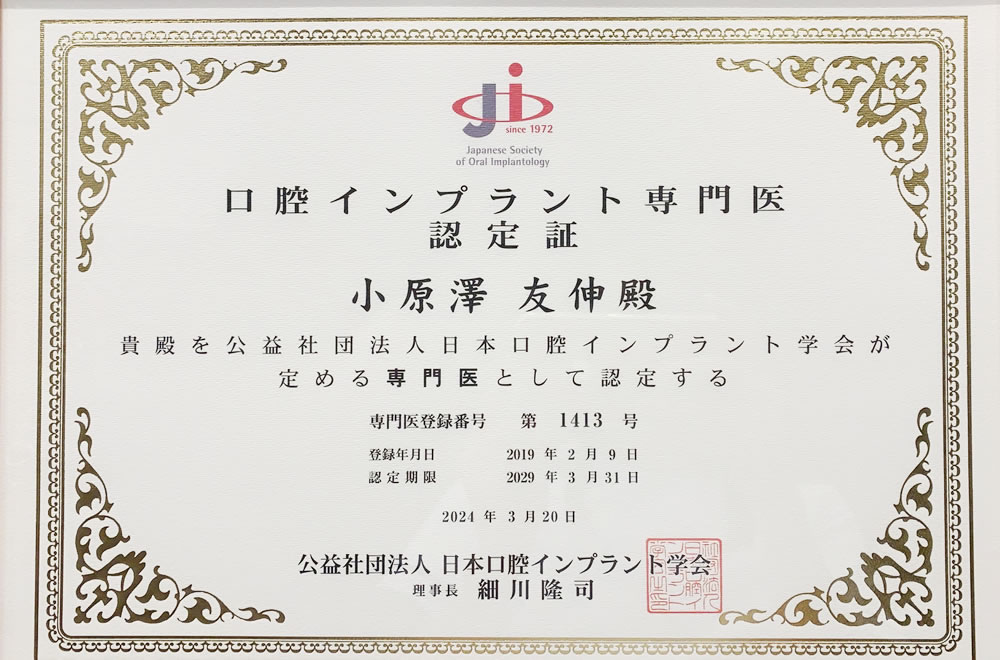 Ji
since 1972
Japanese Society
of Oral Implantology
口腔インプラント専門医
認定証
小原澤 友伸殿
貴殿を公益社団法人日本口腔インプラント学会が
定める専門医として認定する
専門医登録番号 第 1413 号
登録年月日 2019 年 2 月 9 日
認定期限 2029 年 3 月 31 日
2024 年 3 月 20 日
公益社団法人 日本口腔インプラント学会
理事長 細川隆司